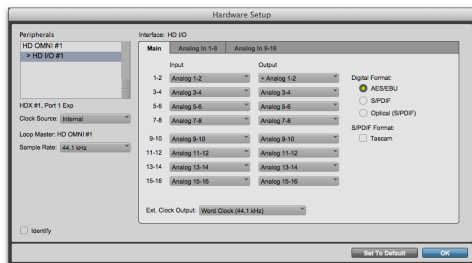 Hardware Setup
Peripherals
HD OMNI #1
> HD I/O #1
HDX #1, Port 1 Exp
Clock Source: Internal
Loop Master: HD OMNI #1
Sample Rate: 44.1 kHz
Identify
Interface: HD I/O
Main Analog In 1-8 Analog In 9-16
Input Output
1-2 Analog 1-2 + Analog 1-2
3-4 Analog 3-4 Analog 3-4
5-6 Analog 5-6 Analog 5-6
7-8 Analog 7-8 Analog 7-8
9-10 Analog 9-10 Analog 9-10
11-12 Analog 11-12 Analog 11-12
13-14 Analog 13-14 Analog 13-14
15-16 Analog 15-16 Analog 15-16
Ext. Clock Output: Word Clock (44.1 kHz)
Digital Format:
AES/EBU
S/PDIF
Optical (S/PDIF)
S/PDIF Format:
Tascam
Set To Default OK